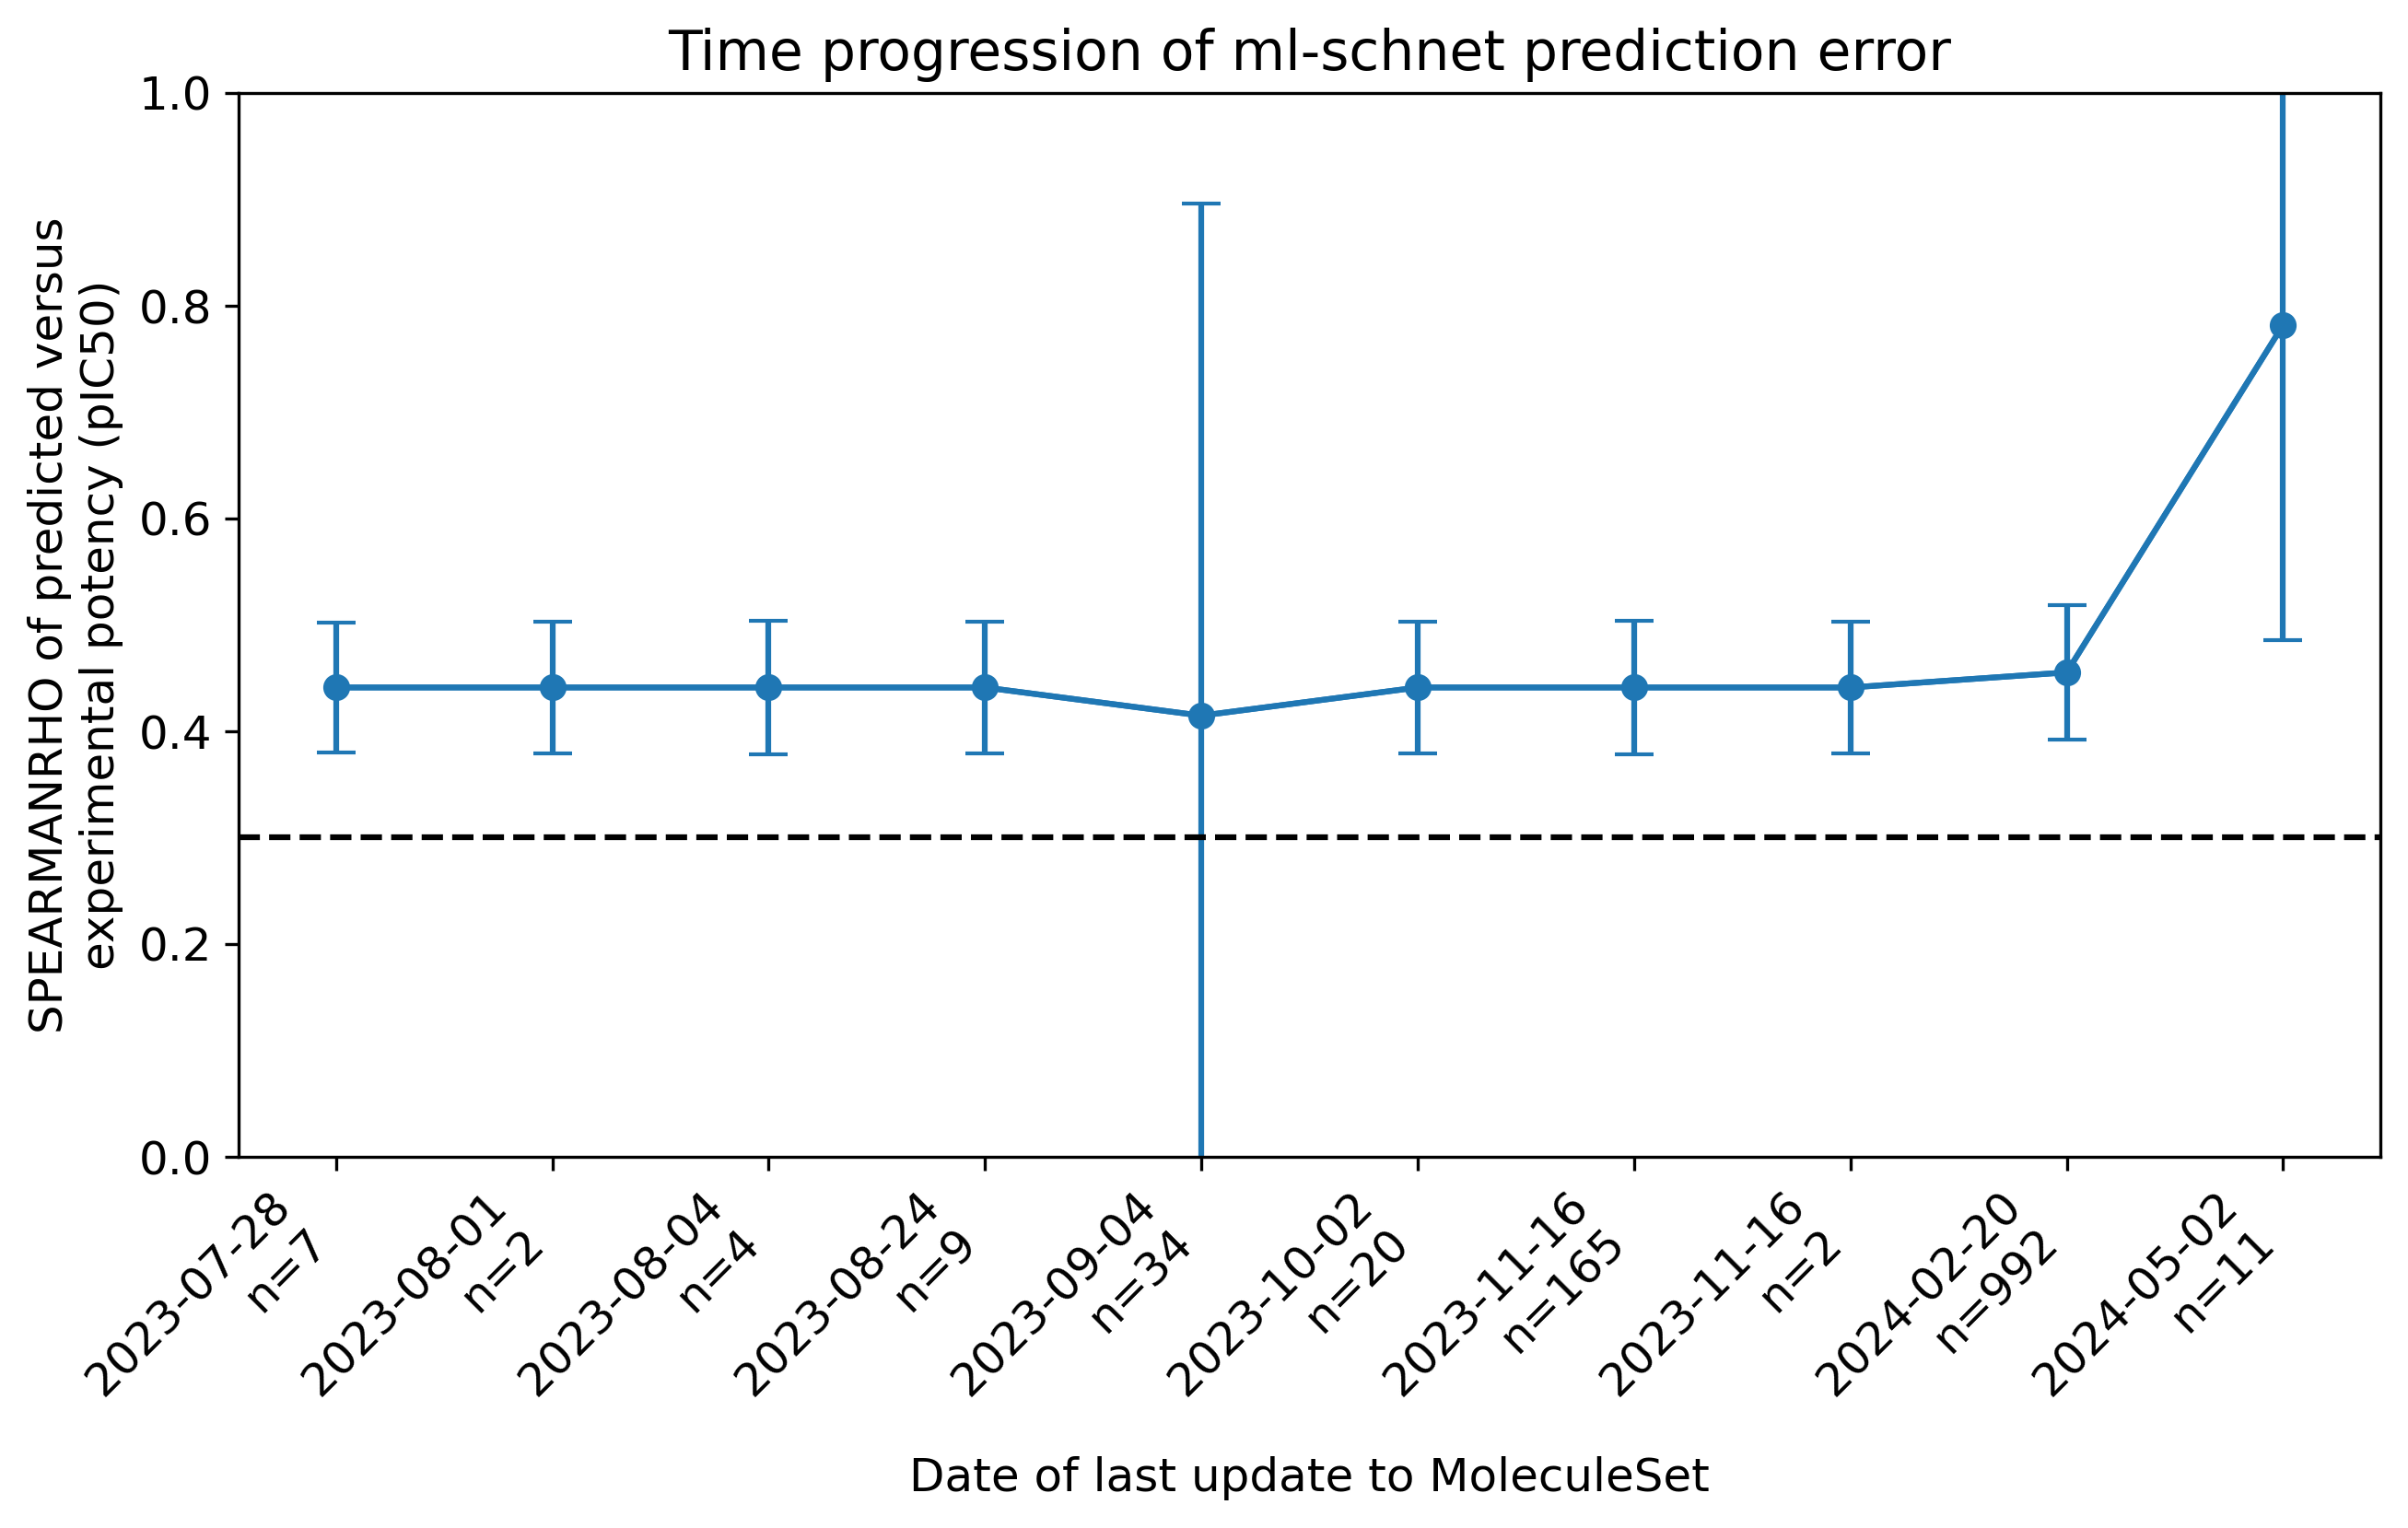 Time progression of ml-schnet prediction error
SPEARMANRHO of predicted versus
experimental potency (pIC50)
1.0
0.8
0.6
0.4
0.2
0.0
2023-07-28
n=7
2023-08-01
n=2
2023-08-04
n=4
2023-08-24
n=9
2023-09-04
n=34
2023-10-02
n=20
2023-11-16
n=165
2023-11-16
n=2
2024-02-20
n=992
2024-05-02
n=11
Date of last update to MoleculeSet